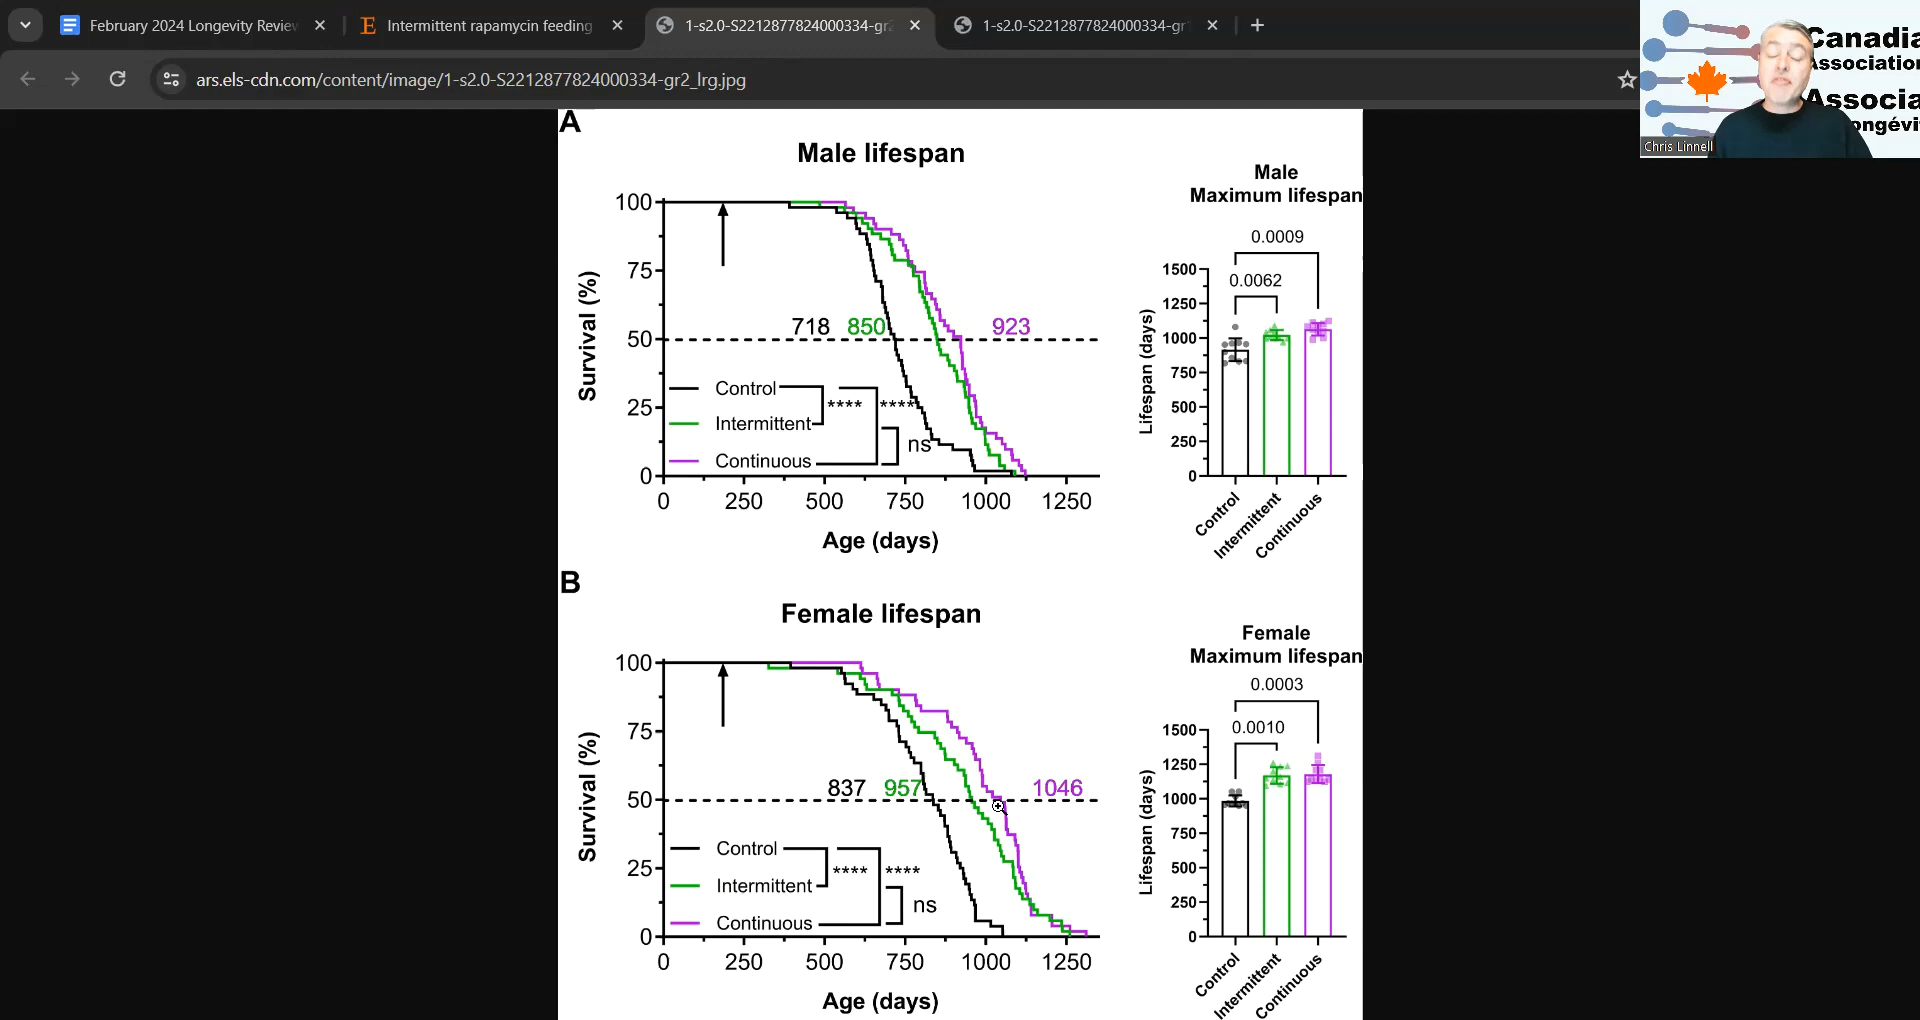 February 2024 Longevity Review
Intermittent rapamycin feeding
1-s2.0-S2212877824000334-gr2
1-s2.0-S2212877824000334-gr
ars.els-cdn.com/content/image/1-s2.0-S2212877824000334-gr2_lrg.jpg
Canadia
Association
Associa
ongévi
Chris Linnell
A
Male lifespan
Survival (%)
100
75
50
25
0
718 850 923
Control
Intermittent
Continuous
**** ****
ns
0 250 500 750 1000 1250
Age (days)
Male
Maximum lifespan
0.0009
0.0062
Lifespan (days)
1500
1250
1000
750
500
250
0
Control
Intermittent
Continuous
B
Female lifespan
Survival (%)
100
75
50
25
0
837 957 1046
Control
Intermittent
Continuous
**** ****
ns
0 250 500 750 1000 1250
Age (days)
Female
Maximum lifespan
0.0003
0.0010
Lifespan (days)
1500
1250
1000
750
500
250
0
Control
Intermittent
Continuous